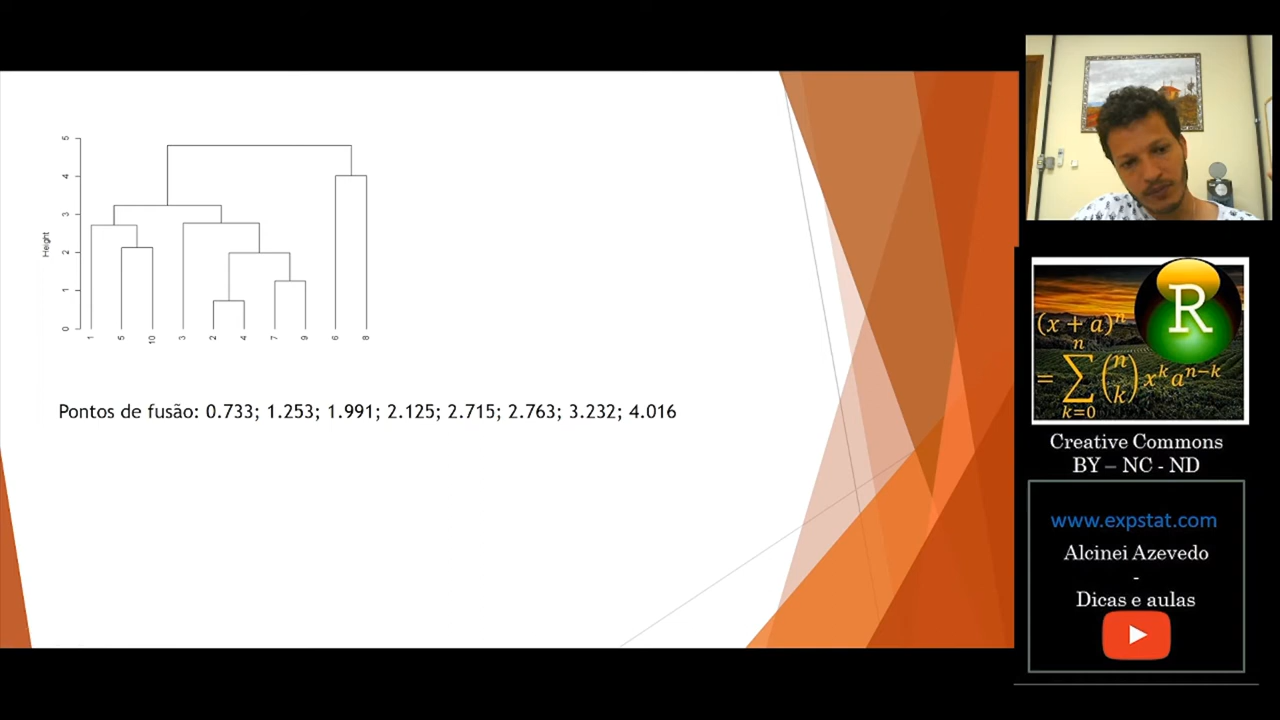 Height
0 1 2 3 4 5
1 5 10 3 2 4 7 9 6 8
Pontos de fusão: 0.733; 1.253; 1.991; 2.125; 2.715; 2.763; 3.232; 4.016
R
(x + a)ⁿ
= ∑ₖ₌₀ⁿ (n k) xᵏ aⁿ⁻ᵏ
Creative Commons
BY – NC - ND
www.expstat.com
Alcinei Azevedo
-
Dicas e aulas